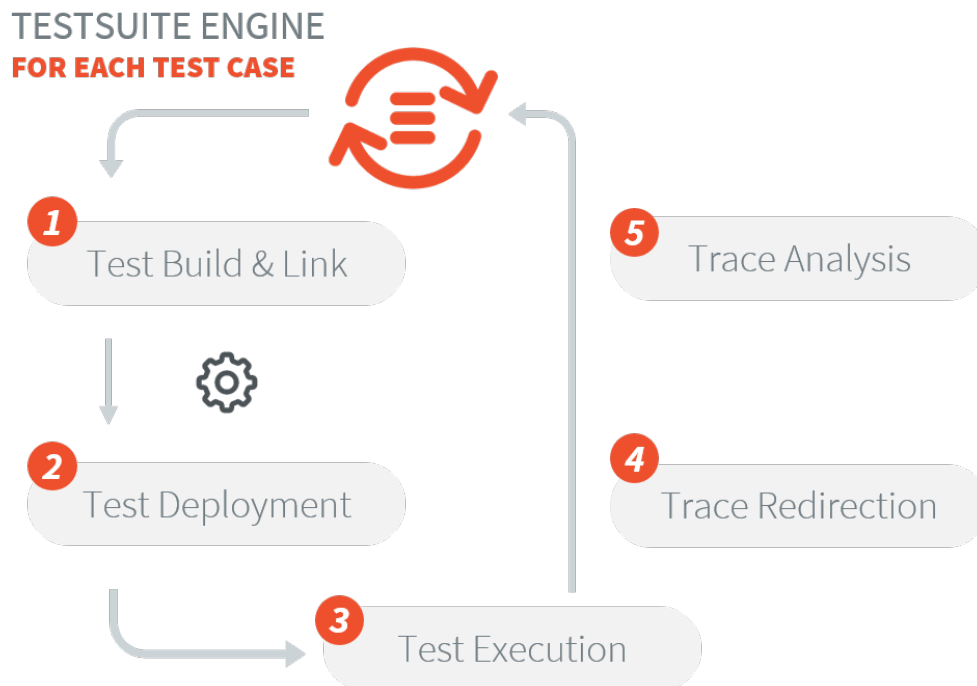 TESTSUITE ENGINE
FOR EACH TEST CASE
1
Test Build & Link
2
Test Deployment
3
Test Execution
4
Trace Redirection
5
Trace Analysis